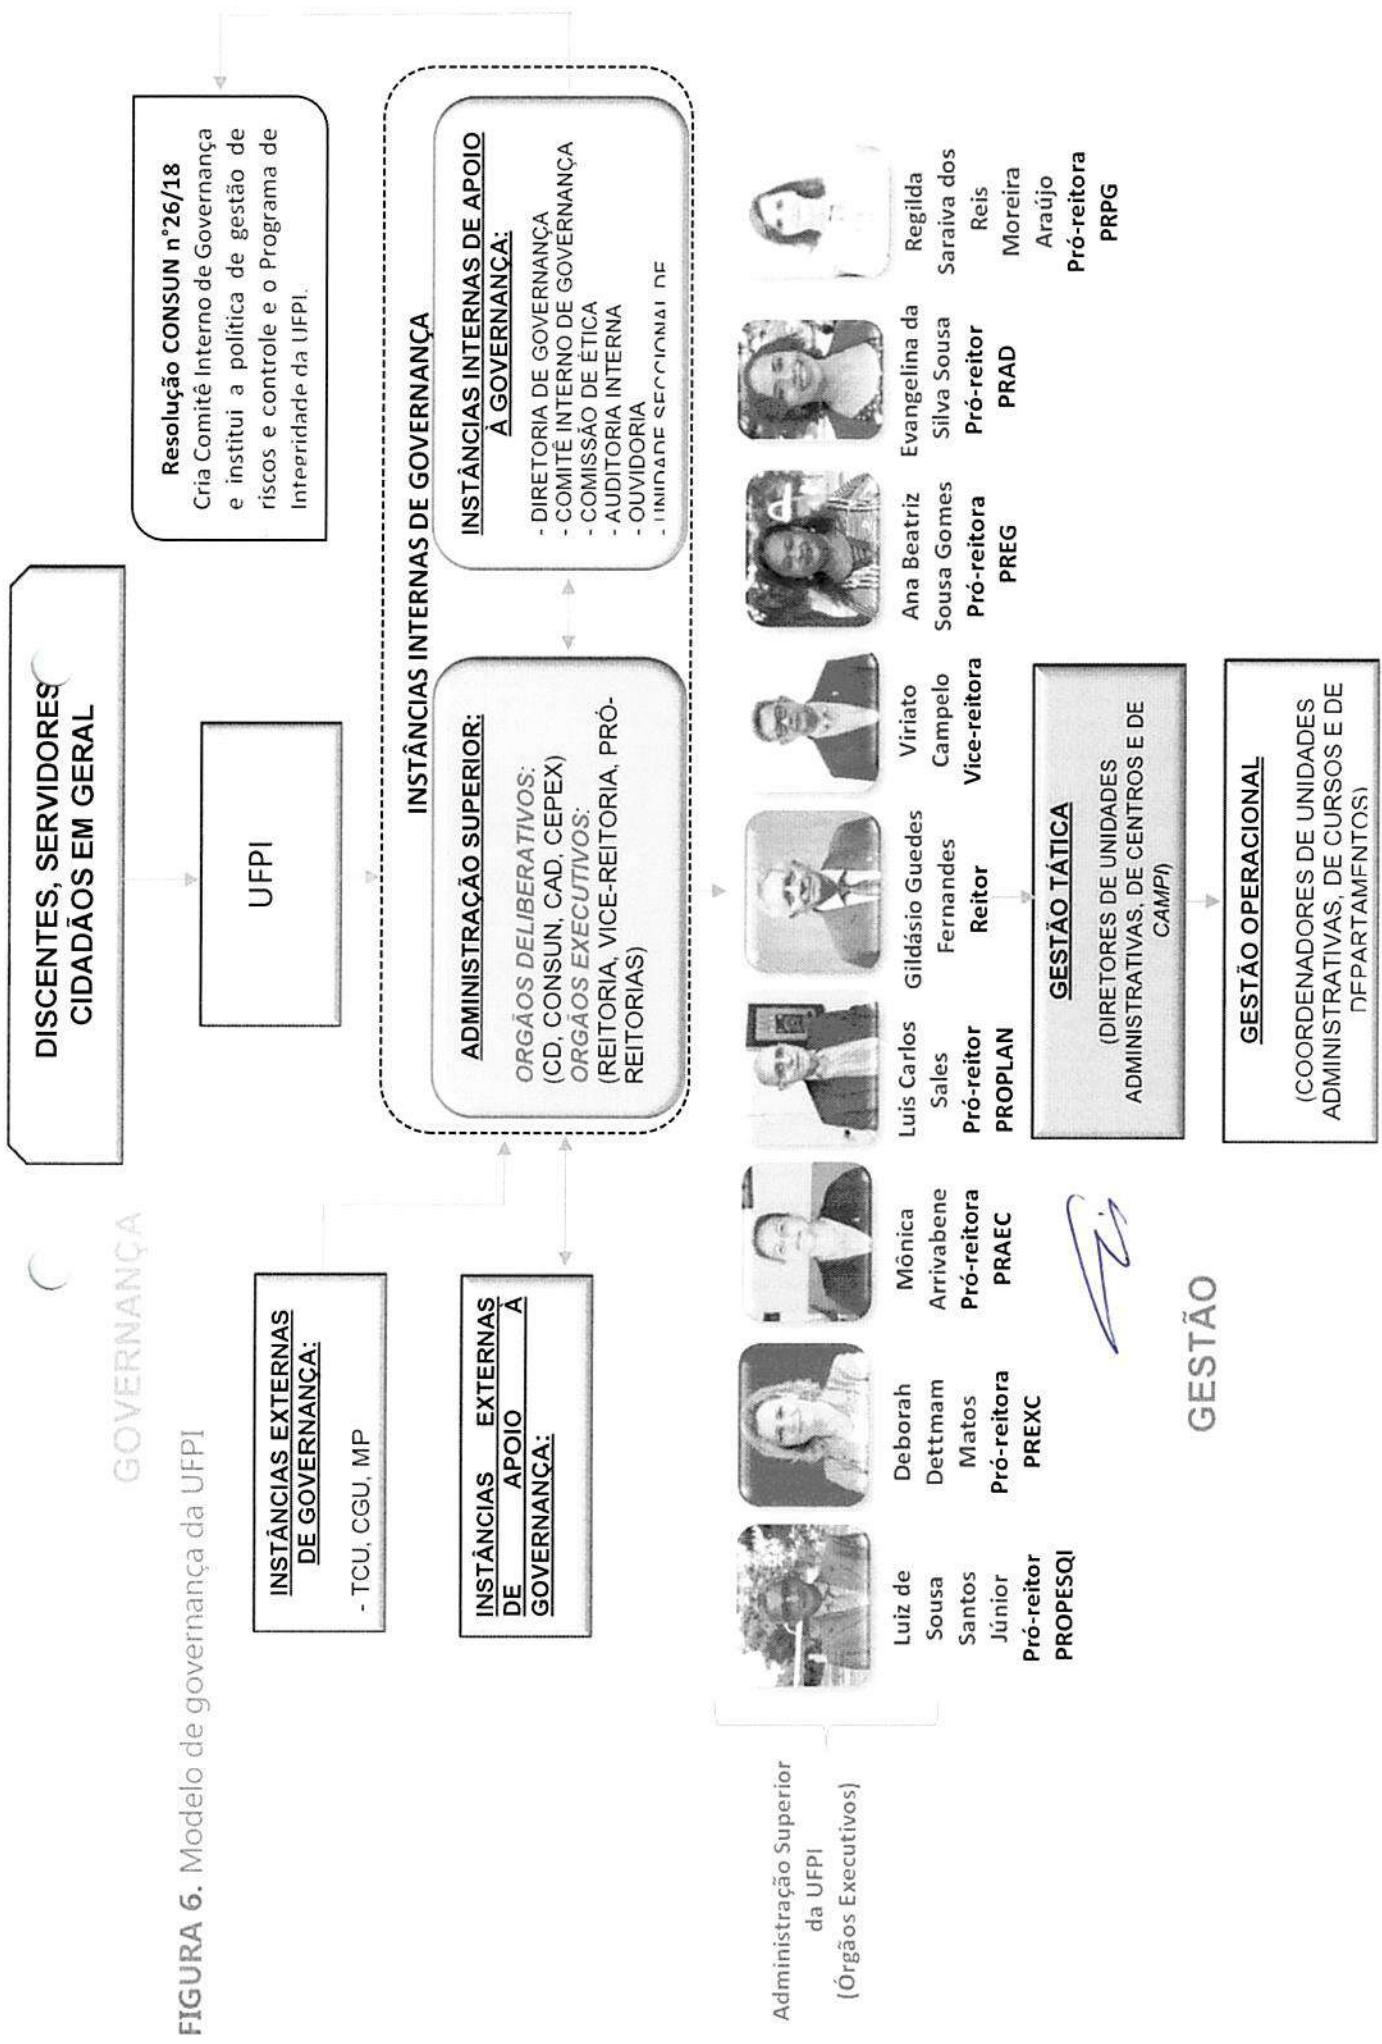 GOVERNANÇA
FIGURA 6. Modelo de governança da UFPI
DISCENTES, SERVIDORES
CIDADÃOS EM GERAL
UFPI
Resolução CONSUN n°26/18
Cria Comitê Interno de Governança
e institui a política de gestão de
riscos e controle e o Programa de
Integridade da UFPI.
INSTÂNCIAS EXTERNAS
DE GOVERNANÇA:
- TCU, CGU, MP
INSTÂNCIAS EXTERNAS
DE APOIO À
GOVERNANÇA:
INSTÂNCIAS INTERNAS DE GOVERNANÇA
ADMINISTRAÇÃO SUPERIOR:
ORGÃOS DELIBERATIVOS:
(CD, CONSUN, CAD, CEPEX)
ORGÃOS EXECUTIVOS:
(REITORIA, VICE-REITORIA, PRÓ-
REITORIAS)
INSTÂNCIAS INTERNAS DE APOIO
À GOVERNANÇA:
- DIRETORIA DE GOVERNANÇA
- COMITÊ INTERNO DE GOVERNANÇA
- COMISSÃO DE ÉTICA
- AUDITORIA INTERNA
- OUVIDORIA
- UNIDADE SECCIONAL DE
Administração Superior
da UFPI
(Órgãos Executivos)
Luiz de
Sousa
Santos
Júnior
Pró-reitor
PROPESQI
Deborah
Dettmam
Matos
Pró-reitora
PREXC
Mônica
Arrivabene
Pró-reitora
PRAEC
Luis Carlos
Sales
Pró-reitor
PROPLAN
Gildásio Guedes
Fernandes
Reitor
Viriato
Campelo
Vice-reitora
Ana Beatriz
Sousa Gomes
Pró-reitora
PREG
Evangelina da
Silva Sousa
Pró-reitor
PRAD
Regilda
Saraiva dos
Reis
Moreira
Araújo
Pró-reitora
PRPG
GESTÃO
GESTÃO TÁTICA
(DIRETORES DE UNIDADES
ADMINISTRATIVAS, DE CENTROS E DE
CAMPI)
GESTÃO OPERACIONAL
(COORDENADORES DE UNIDADES
ADMINISTRATIVAS, DE CURSOS E DE
DEPARTAMENTOS)